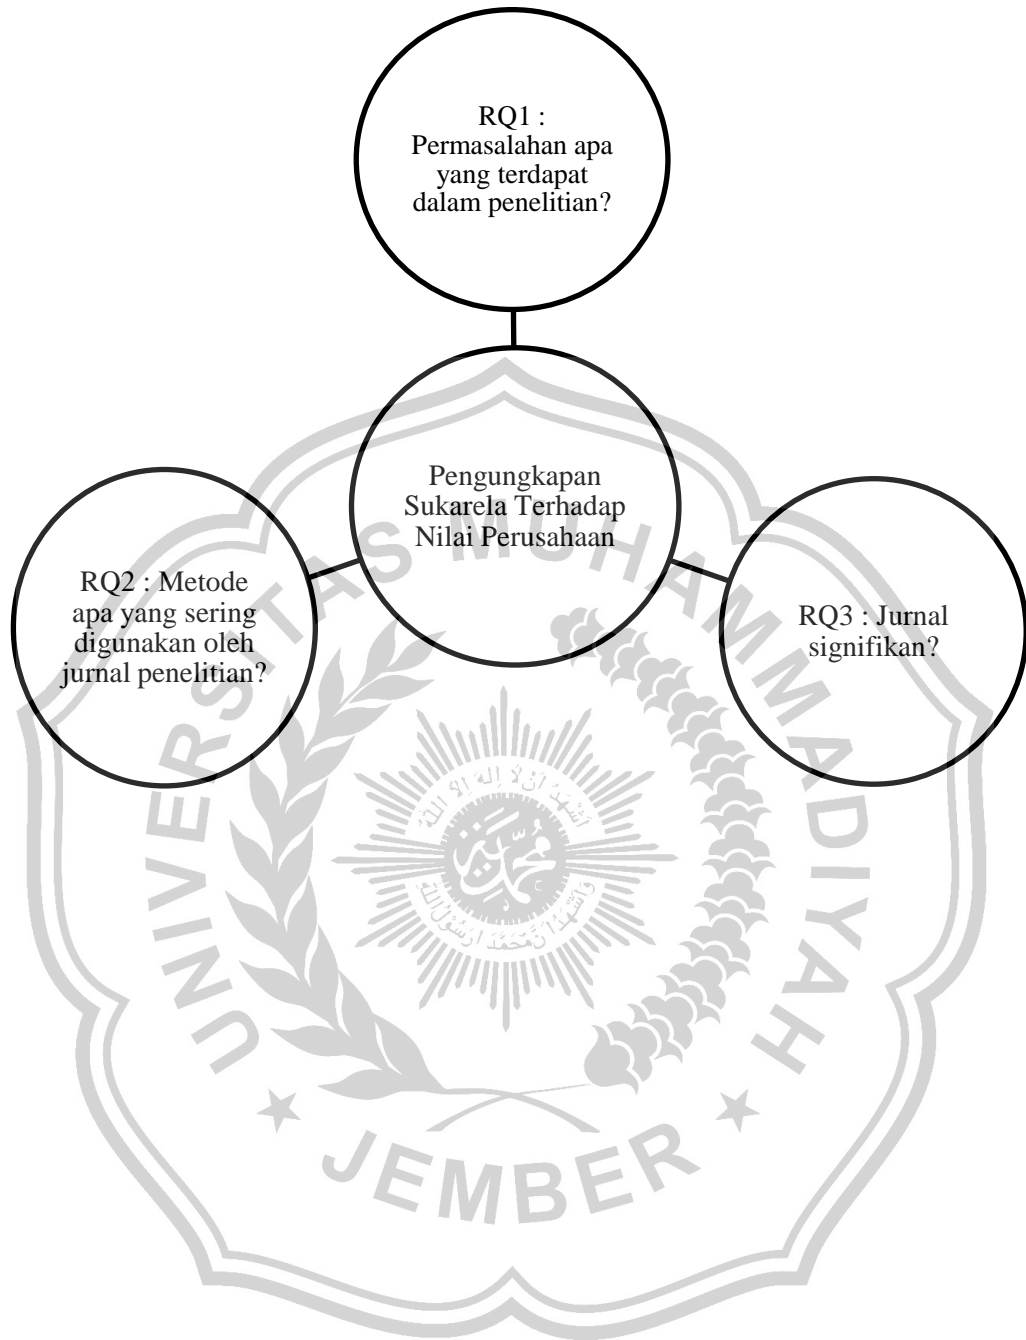 RQ1 :
Permasalahan apa
yang terdapat
dalam penelitian?
Pengungkapan
Sukarela Terhadap
Nilai Perusahaan
RQ2 : Metode
apa yang sering
digunakan oleh
jurnal penelitian?
RQ3 : Jurnal
signifikan?
UNIVERSITAS MUHAMMADIYAH
JEMBER